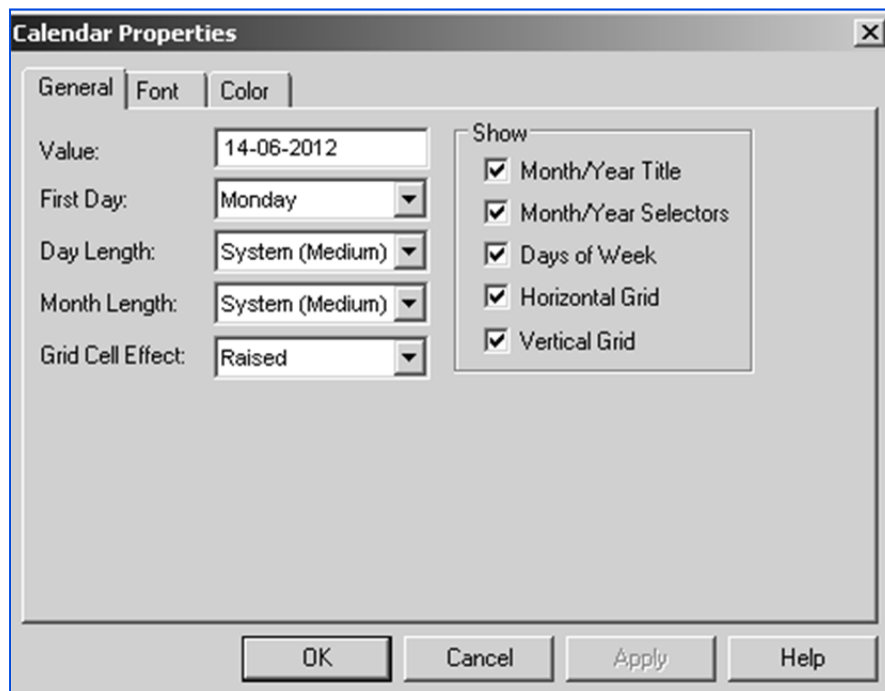 Calendar Properties
General Font Color
Value: 14-06-2012
First Day: Monday
Day Length: System (Medium)
Month Length: System (Medium)
Grid Cell Effect: Raised
Show
Month/Year Title
Month/Year Selectors
Days of Week
Horizontal Grid
Vertical Grid
OK Cancel Apply Help